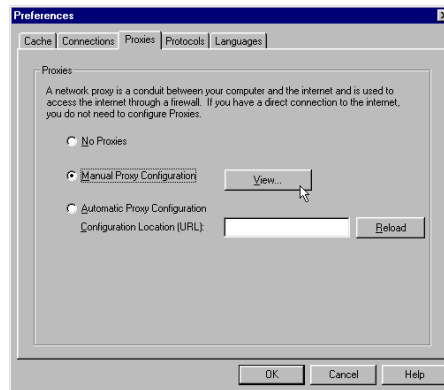 Preferences
Cache Connections Proxies Protocols Languages
Proxies
A network proxy is a conduit between your computer and the internet and is used to
access the internet through a firewall. If you have a direct connection to the internet,
you do not need to configure Proxies.
No Proxies
Manual Proxy Configuration View...
Automatic Proxy Configuration
Configuration Location (URL): Reload
OK Cancel Help